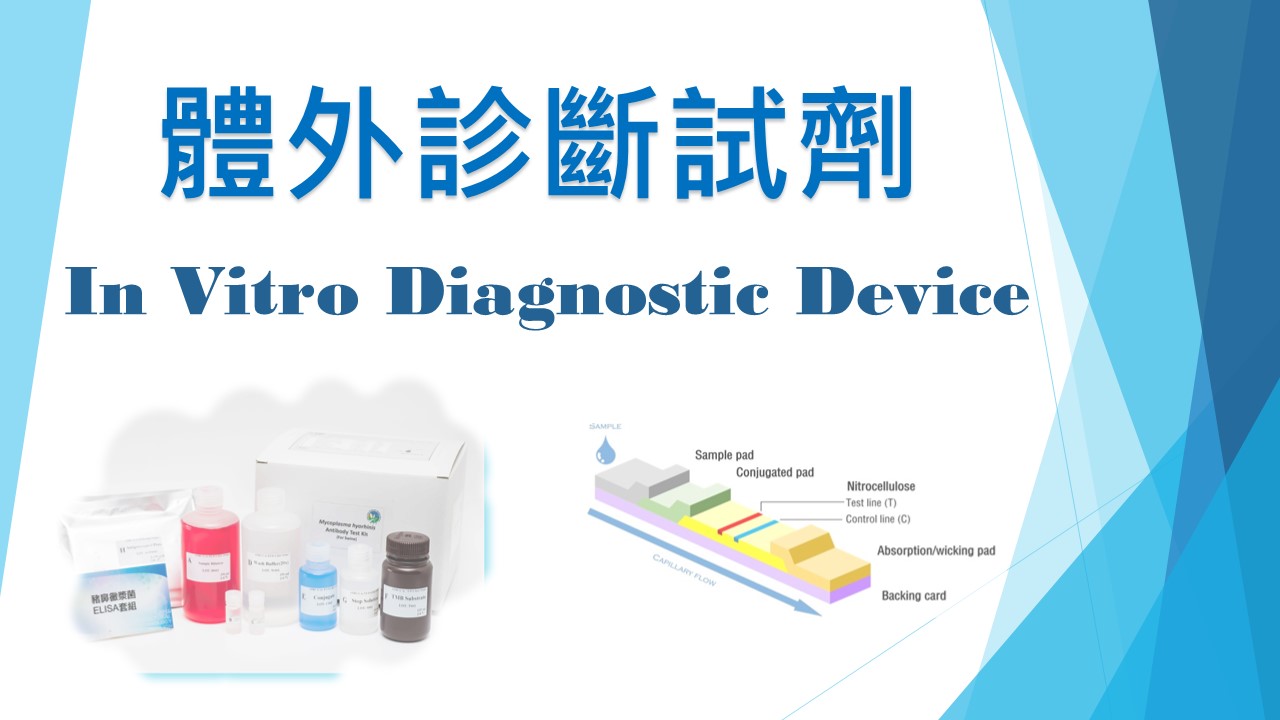 體外診斷試劑
In Vitro Diagnostic Device
SAMPLE
Sample pad
Conjugated pad
Nitrocellulose
Test line (T)
Control line (C)
Absorption/wicking pad
Backing card
CAPILLARY FLOW
Mycoplasma hyorhinis
Antibody Test Kit
豬鼻黴漿菌
ELISA套組
D Wash Buffer
E Conjugate
G Stop Solution
F TMB Substrate